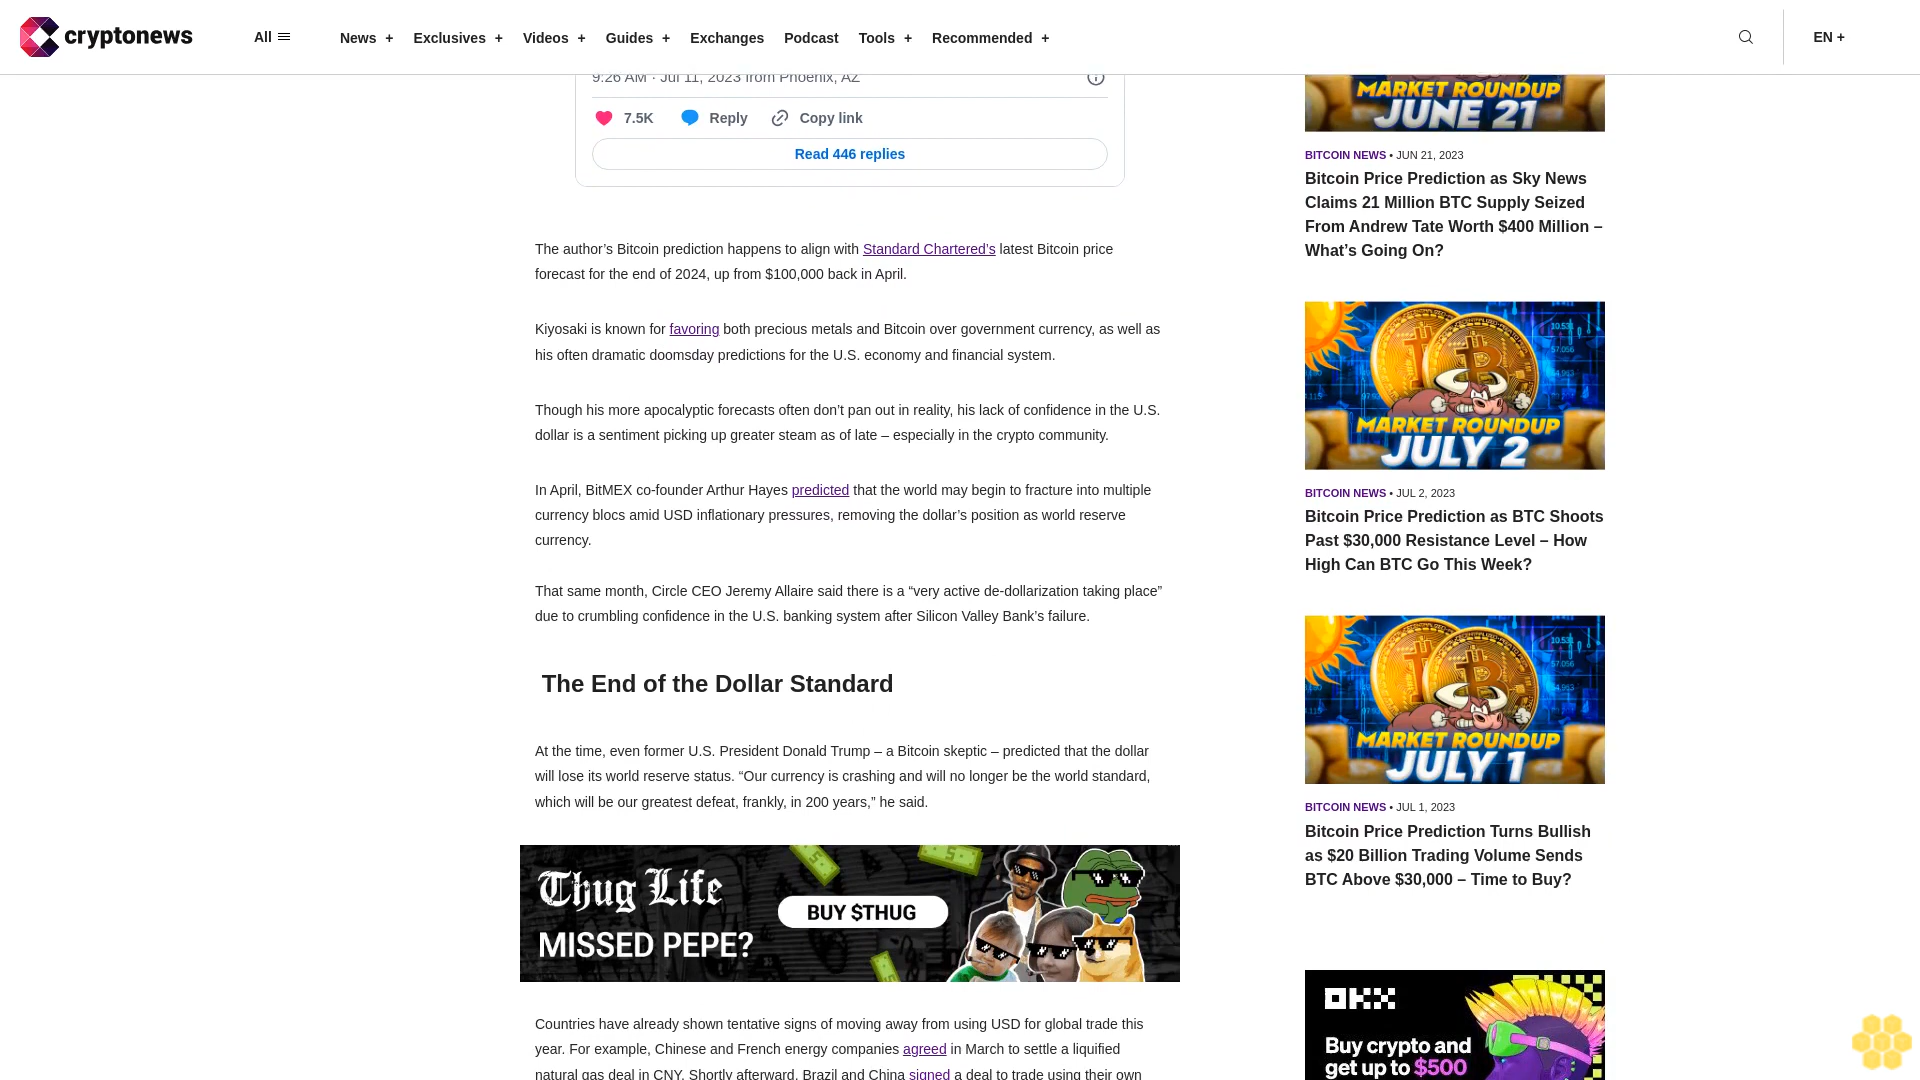 cryptonews
All
News +
Exclusives +
Videos +
Guides +
Exchanges
Podcast
Tools +
Recommended +
EN +
9:26 AM · Jul 11, 2023 from Phoenix, AZ
7.5K
Reply
Copy link
Read 446 replies
The author’s Bitcoin prediction happens to align with Standard Chartered’s latest Bitcoin price
forecast for the end of 2024, up from $100,000 back in April.
Kiyosaki is known for favoring both precious metals and Bitcoin over government currency, as well as
his often dramatic doomsday predictions for the U.S. economy and financial system.
Though his more apocalyptic forecasts often don’t pan out in reality, his lack of confidence in the U.S.
dollar is a sentiment picking up greater steam as of late – especially in the crypto community.
In April, BitMEX co-founder Arthur Hayes predicted that the world may begin to fracture into multiple
currency blocs amid USD inflationary pressures, removing the dollar’s position as world reserve
currency.
That same month, Circle CEO Jeremy Allaire said there is a “very active de-dollarization taking place”
due to crumbling confidence in the U.S. banking system after Silicon Valley Bank’s failure.
The End of the Dollar Standard
At the time, even former U.S. President Donald Trump – a Bitcoin skeptic – predicted that the dollar
will lose its world reserve status. “Our currency is crashing and will no longer be the world standard,
which will be our greatest defeat, frankly, in 200 years,” he said.
Thug Life
MISSED PEPE?
BUY $THUG
Countries have already shown tentative signs of moving away from using USD for global trade this
year. For example, Chinese and French energy companies agreed in March to settle a liquified
natural gas deal in CNY. Shortly afterward, Brazil and China signed a deal to trade using their own
MARKET ROUNDUP
JUNE 21
BITCOIN NEWS • JUN 21, 2023
Bitcoin Price Prediction as Sky News
Claims 21 Million BTC Supply Seized
From Andrew Tate Worth $400 Million –
What’s Going On?
MARKET ROUNDUP
JULY 2
BITCOIN NEWS • JUL 2, 2023
Bitcoin Price Prediction as BTC Shoots
Past $30,000 Resistance Level – How
High Can BTC Go This Week?
MARKET ROUNDUP
JULY 1
BITCOIN NEWS • JUL 1, 2023
Bitcoin Price Prediction Turns Bullish
as $20 Billion Trading Volume Sends
BTC Above $30,000 – Time to Buy?
OKX
Buy crypto and
get up to $500